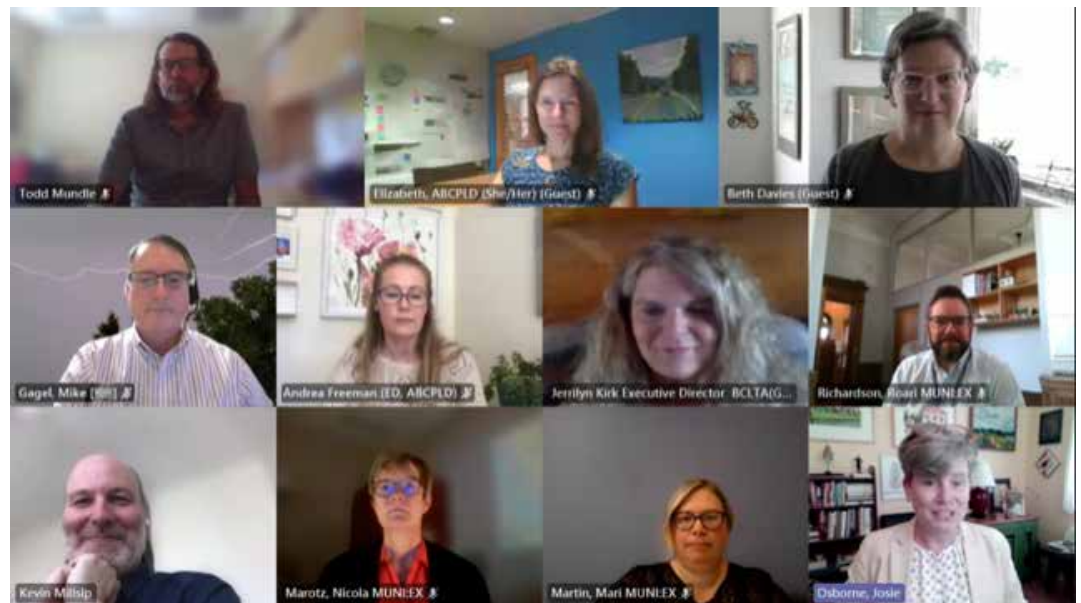 Todd Mundle
Elizabeth, ABCPLD (She/Her) (Guest)
Beth Davies (Guest)
Gagel, Mike
Andrea Freeman (ED, ABCPLD)
Jerrilyn Kirk Executive Director BCLTA(G...
Richardson, Roari MUNI:EX
Kevin Millsip
Marotz, Nicola MUNI:EX
Martin, Mari MUNI:EX
Osborne, Josie